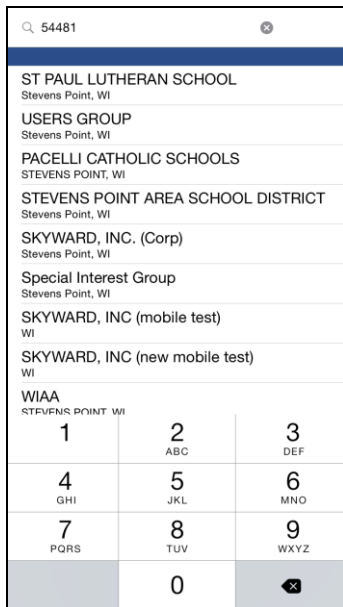 54481
ST PAUL LUTHERAN SCHOOL
Stevens Point, WI
USERS GROUP
Stevens Point, WI
PACELLI CATHOLIC SCHOOLS
STEVENS POINT, WI
STEVENS POINT AREA SCHOOL DISTRICT
Stevens Point, WI
SKYWARD, INC. (Corp)
Stevens Point, WI
Special Interest Group
Stevens Point, WI
SKYWARD, INC (mobile test)
WI
SKYWARD, INC (new mobile test)
WI
WIAA
STEVENS POINT, WI
1 2 3
ABC DEF
4 5 6
GHI JKL MNO
7 8 9
PQRS TUV WXYZ
0